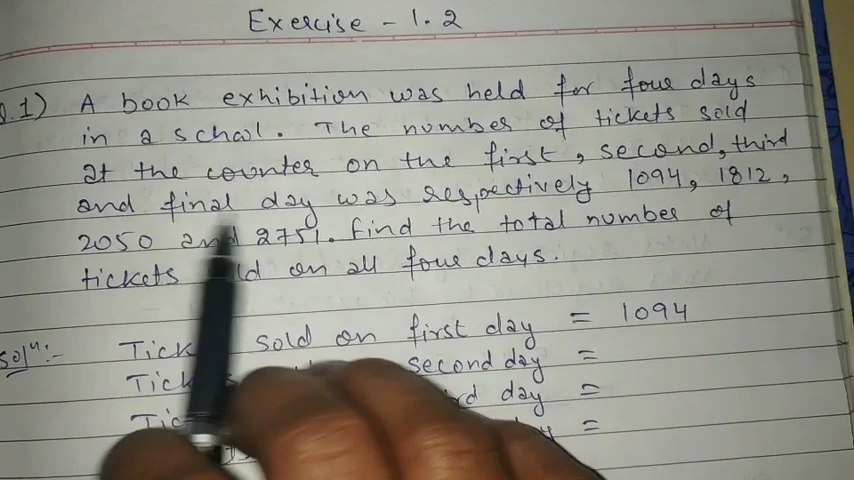 Exercise - 1.2
Q.1) A book exhibition was held for four days
in a school. The number of tickets sold
at the counter on the first, second, third
and final day was respectively 1094, 1812,
2050 and 2751. Find the total number of
tickets ld on all four days.
Soln:- Tick sold on first day = 1094
Tick second day =
Tic rd day =
=